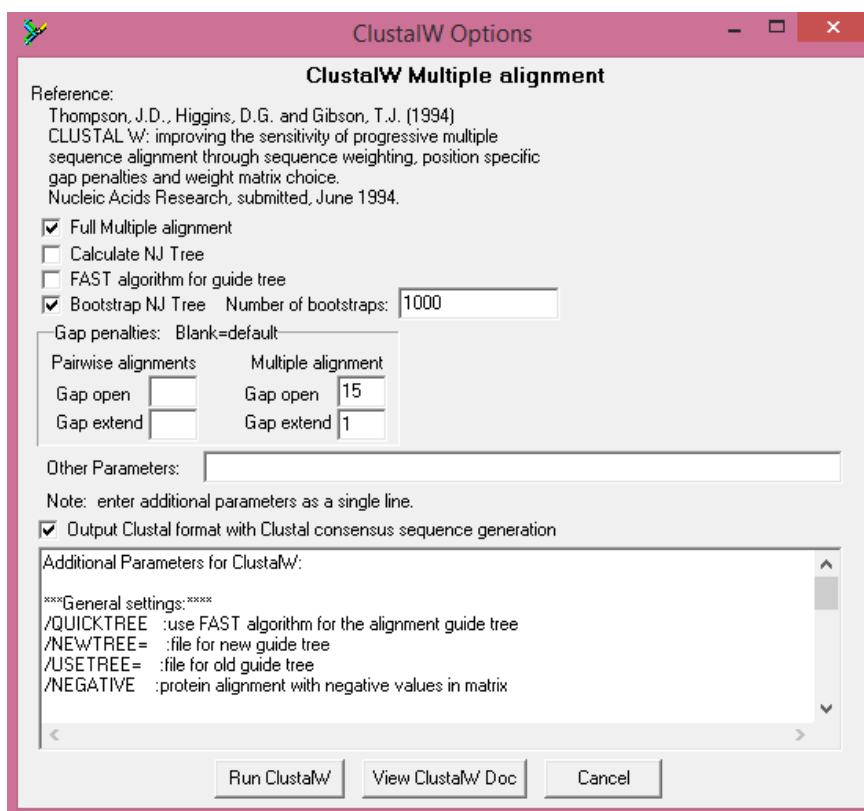 ClustalW Options
ClustalW Multiple alignment
Reference:
Thompson, J.D., Higgins, D.G. and Gibson, T.J. (1994)
CLUSTAL W: improving the sensitivity of progressive multiple
sequence alignment through sequence weighting, position specific
gap penalties and weight matrix choice.
Nucleic Acids Research, submitted, June 1994.
Full Multiple alignment
Calculate NJ Tree
FAST algorithm for guide tree
Bootstrap NJ Tree Number of bootstraps: 1000
Gap penalties: Blank=default
Pairwise alignments Multiple alignment
Gap open Gap open 15
Gap extend Gap extend 1
Other Parameters:
Note: enter additional parameters as a single line.
Output Clustal format with Clustal consensus sequence generation
Additional Parameters for ClustalW:
***General settings:****
/QUICKTREE :use FAST algorithm for the alignment guide tree
/NEWTREE= :file for new guide tree
/USETREE= :file for old guide tree
/NEGATIVE :protein alignment with negative values in matrix
Run ClustalW View ClustalW Doc Cancel